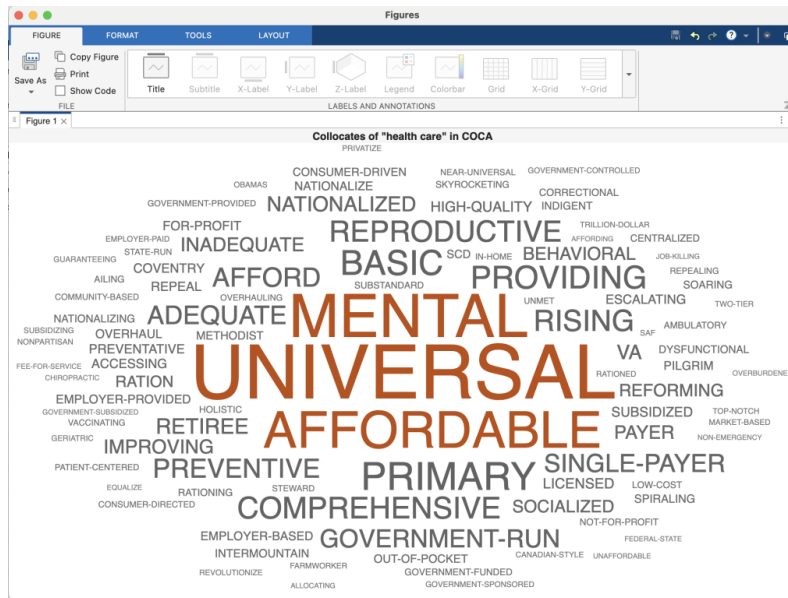 Figures
FIGURE FORMAT TOOLS LAYOUT
Save As
Copy Figure
Print
Show Code
FILE
Title Subtitle X-Label Y-Label Z-Label Legend Colorbar Grid X-Grid Y-Grid
LABELS AND ANNOTATIONS
Figure 1
Collocates of "health care" in COCA
PRIVATIZE
CONSUMER-DRIVEN NEAR-UNIVERSAL GOVERNMENT-CONTROLLED
OBAMAS NATIONALIZE SKYROCKETING
CORRECTIONAL
GOVERNMENT-PROVIDED NATIONALIZED HIGH-QUALITY INDIGENT
FOR-PROFIT REPRODUCTIVE TRILLION-DOLLAR
EMPLOYER-PAID INADEQUATE AFFORDING CENTRALIZED
STATE-RUN BASIC SCD IN-HOME BEHAVIORAL JOB-KILLING
GUARANTEEING COVENTRY AFFORD PROVIDING REPEALING
AILING REPEAL SUBSTANDARD SOARING
COMMUNITY-BASED OVERHAULING MENTAL UNMET ESCALATING TWO-TIER
NATIONALIZING ADEQUATE RISING AMBULATORY
SUBSIDIZING OVERHAUL METHODIST SAF
NONPARTISAN PREVENTATIVE VA DYSFUNCTIONAL
FEE-FOR-SERVICE ACCESSING UNIVERSAL PILGRIM
CHIROPRACTIC RATION RATIONED OVERBURDENE
EMPLOYER-PROVIDED REFORMING
GOVERNMENT-SUBSIDIZED HOLISTIC SUBSIDIZED TOP-NOTCH
VACCINATING RETIREE AFFORDABLE PAYER MARKET-BASED
GERIATRIC IMPROVING NON-EMERGENCY
PATIENT-CENTERED PREVENTIVE PRIMARY SINGLE-PAYER
EQUALIZE RATIONING STEWARD LICENSED LOW-COST
CONSUMER-DIRECTED COMPREHENSIVE SOCIALIZED SPIRALING
NOT-FOR-PROFIT
EMPLOYER-BASED GOVERNMENT-RUN FEDERAL-STATE
INTERMOUNTAIN OUT-OF-POCKET CANADIAN-STYLE UNAFFORDABLE
REVOLUTIONIZE FARMWORKER GOVERNMENT-FUNDED
ALLOCATING GOVERNMENT-SPONSORED